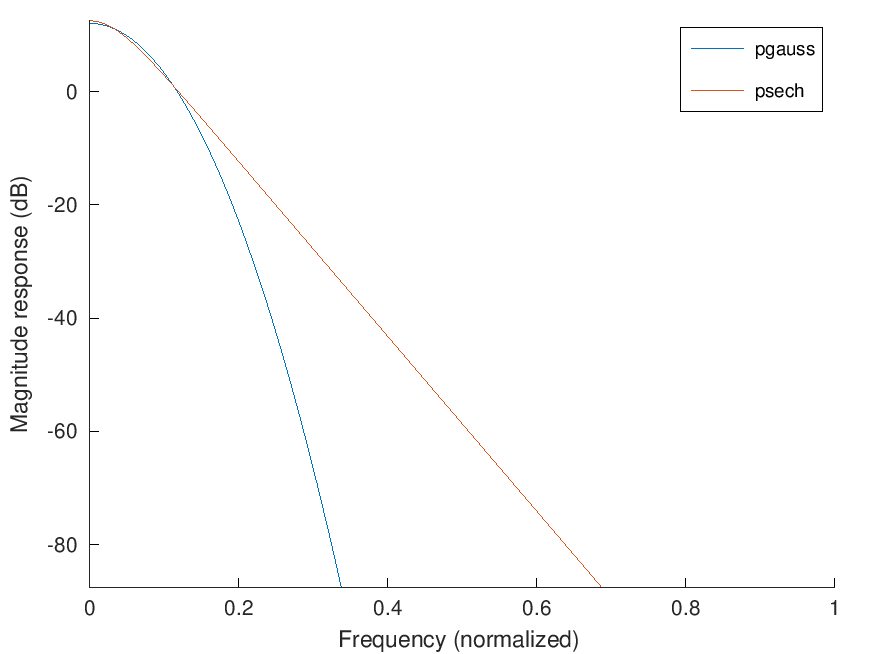 pgauss
psech
0
-20
-40
-60
-80
Magnitude response (dB)
0 0.2 0.4 0.6 0.8 1
Frequency (normalized)